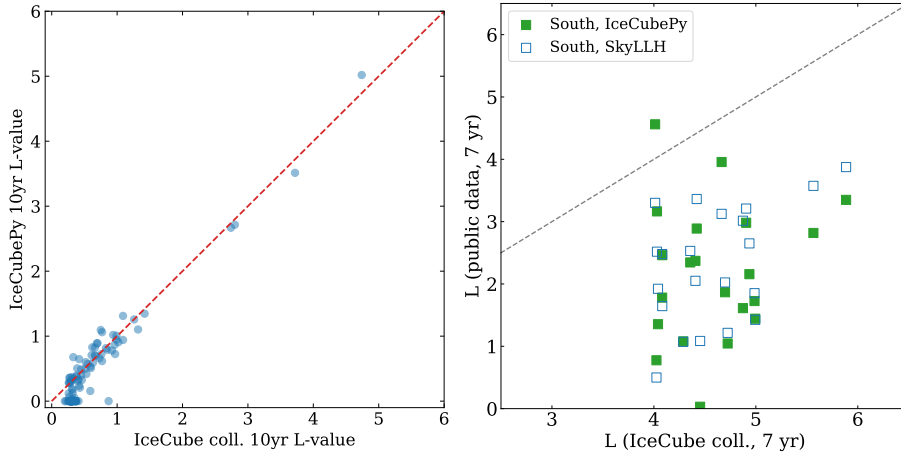 6
5
4
3
2
1
0
0 1 2 3 4 5 6
IceCubePy 10yr L-value
IceCube coll. 10yr L-value
South, IceCubePy
South, SkyLLH
6
5
4
3
2
1
0
3 4 5 6
L (public data, 7 yr)
L (IceCube coll., 7 yr)